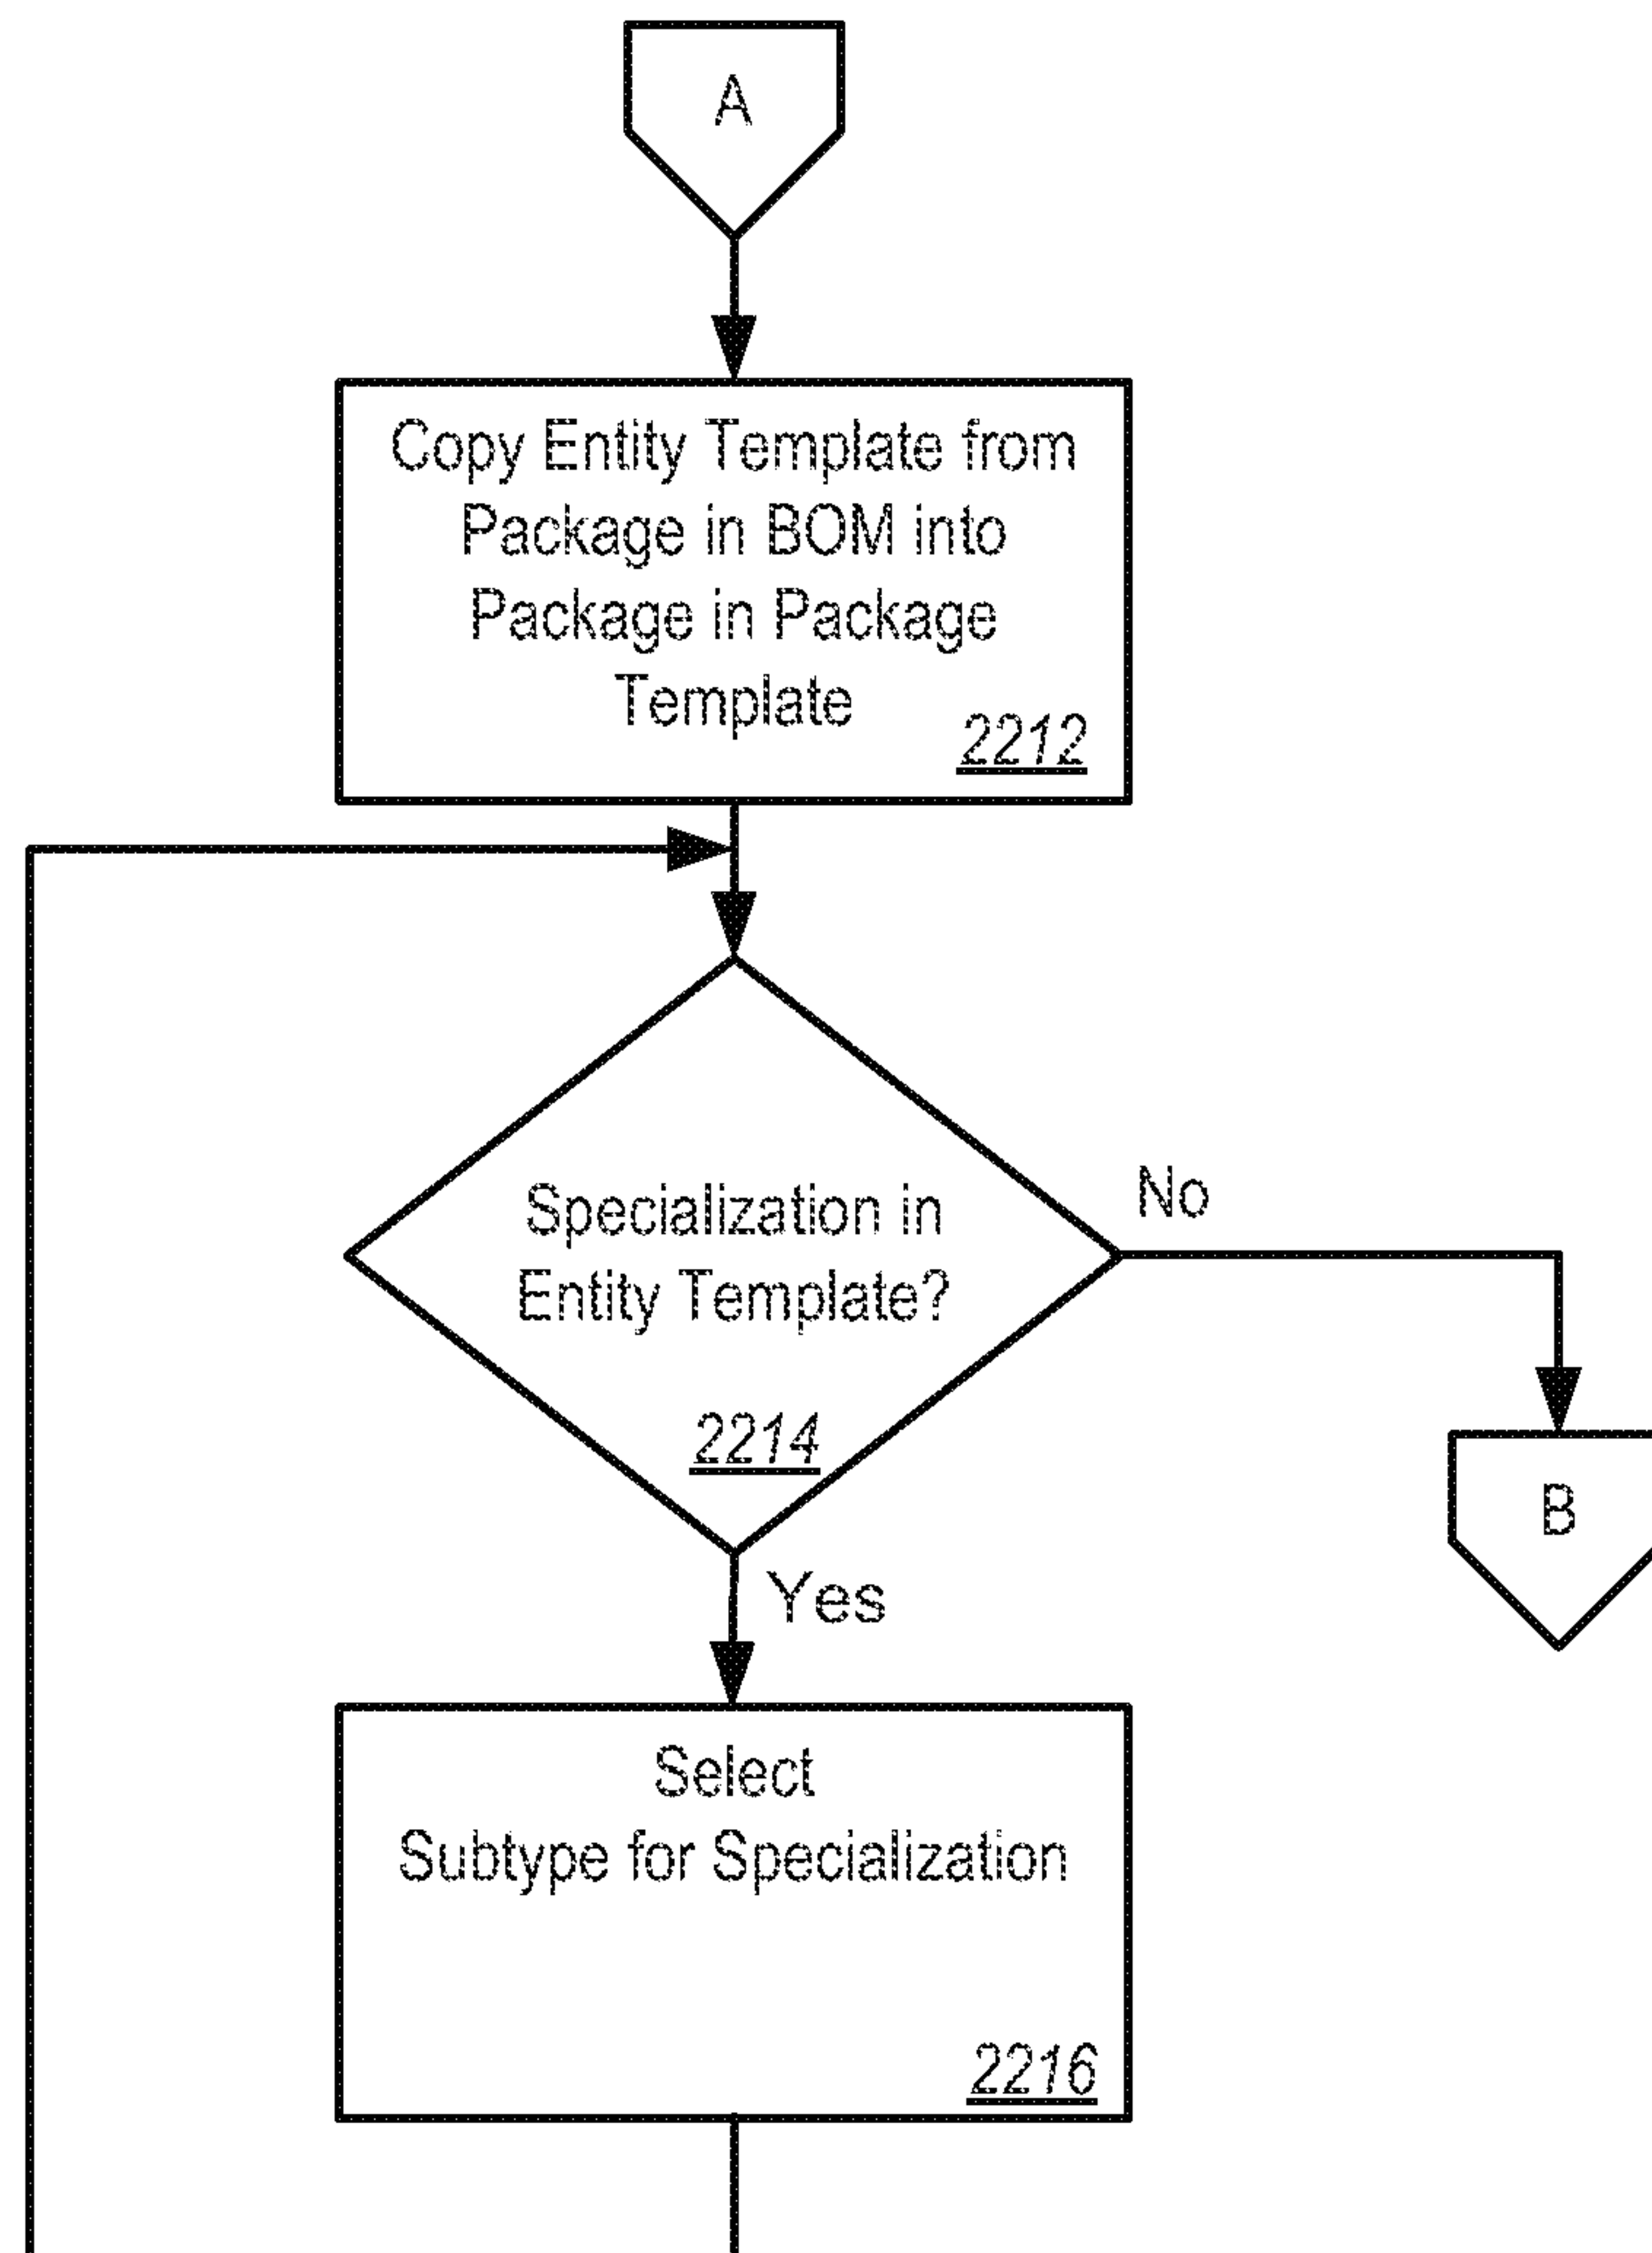 A
Copy Entity Template from
Package in BOM into
Package in Package
Template
2212
Specialization in
Entity Template?
No
2214
B
Yes
Select
Subtype for Specialization
2216